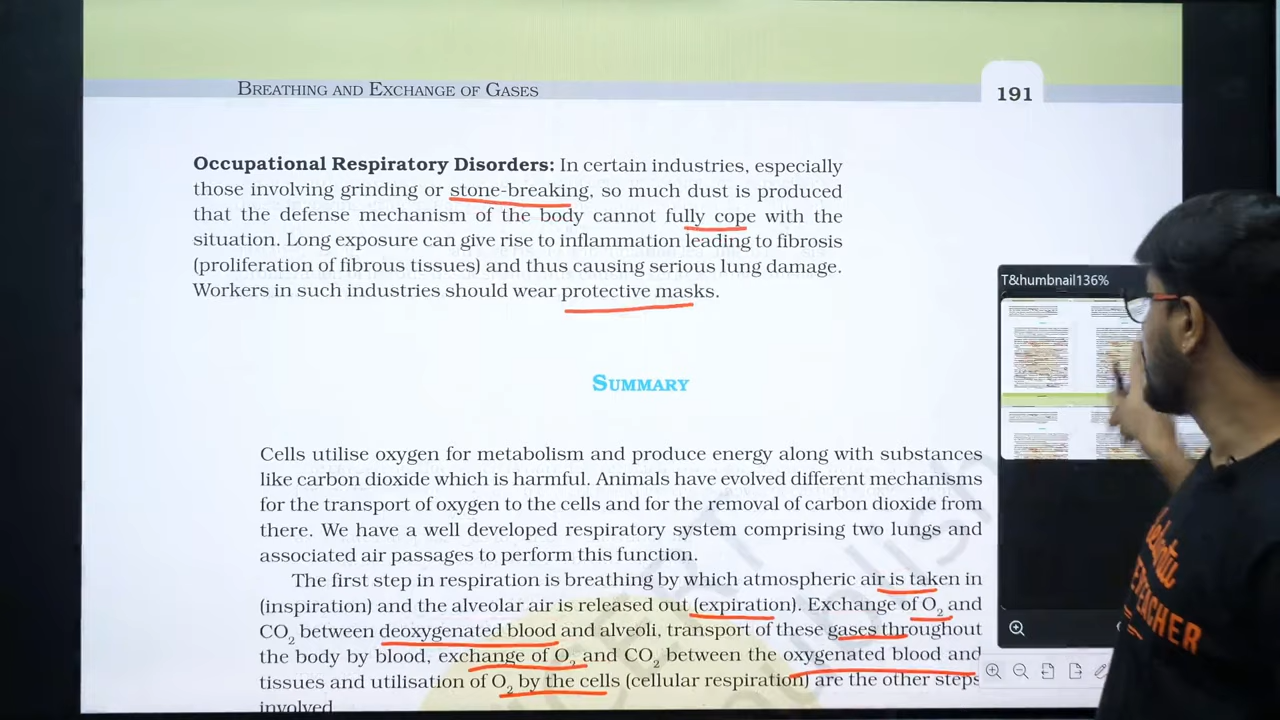 BREATHING AND EXCHANGE OF GASES
191
Occupational Respiratory Disorders: In certain industries, especially
those involving grinding or stone-breaking, so much dust is produced
that the defense mechanism of the body cannot fully cope with the
situation. Long exposure can give rise to inflammation leading to fibrosis
(proliferation of fibrous tissues) and thus causing serious lung damage.
Workers in such industries should wear protective masks.
T&humbnail136%
SUMMARY
Cells utilise oxygen for metabolism and produce energy along with substances
like carbon dioxide which is harmful. Animals have evolved different mechanisms
for the transport of oxygen to the cells and for the removal of carbon dioxide from
there. We have a well developed respiratory system comprising two lungs and
associated air passages to perform this function.
The first step in respiration is breathing by which atmospheric air is taken in
(inspiration) and the alveolar air is released out (expiration). Exchange of O₂ and
CO₂ between deoxygenated blood and alveoli, transport of these gases throughout
the body by blood, exchange of O₂ and CO₂ between the oxygenated blood and
tissues and utilisation of O₂ by the cells (cellular respiration) are the other steps
involved
TEACHER